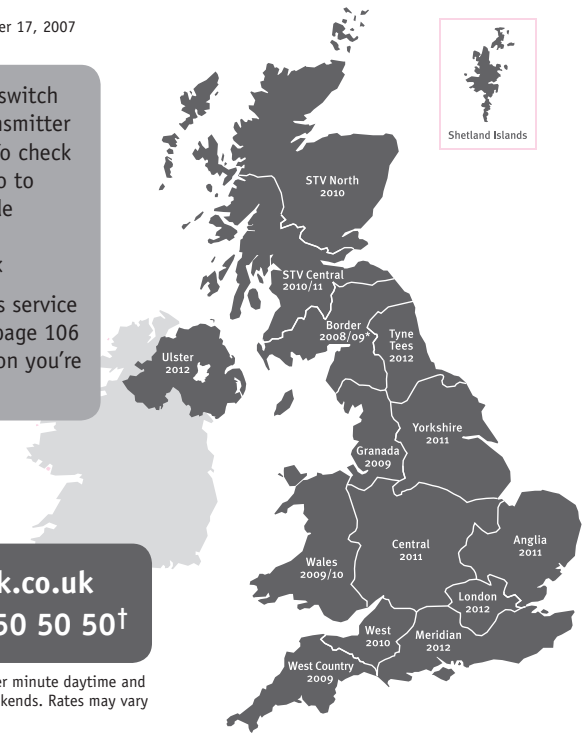 er 17, 2007
switch
nsmitter
o check
o to
de
k
s service
page 106
on you're
Shetland Islands
STV North
2010
STV Central
2010/11
Border
2008/09*
Tyne
Tees
2012
Ulster
2012
Granada
2009
Yorkshire
2011
Wales
2009/10
Central
2011
Anglia
2011
London
2012
West
2010
Meridian
2012
West Country
2009
k.co.uk
50 50 50†
er minute daytime and
kends. Rates may vary